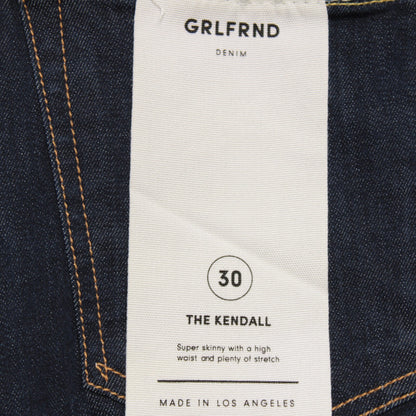 GRLFRND
DENIM
30
THE KENDALL
Super skinny with a high
waist and plenty of stretch
MADE IN LOS ANGELES